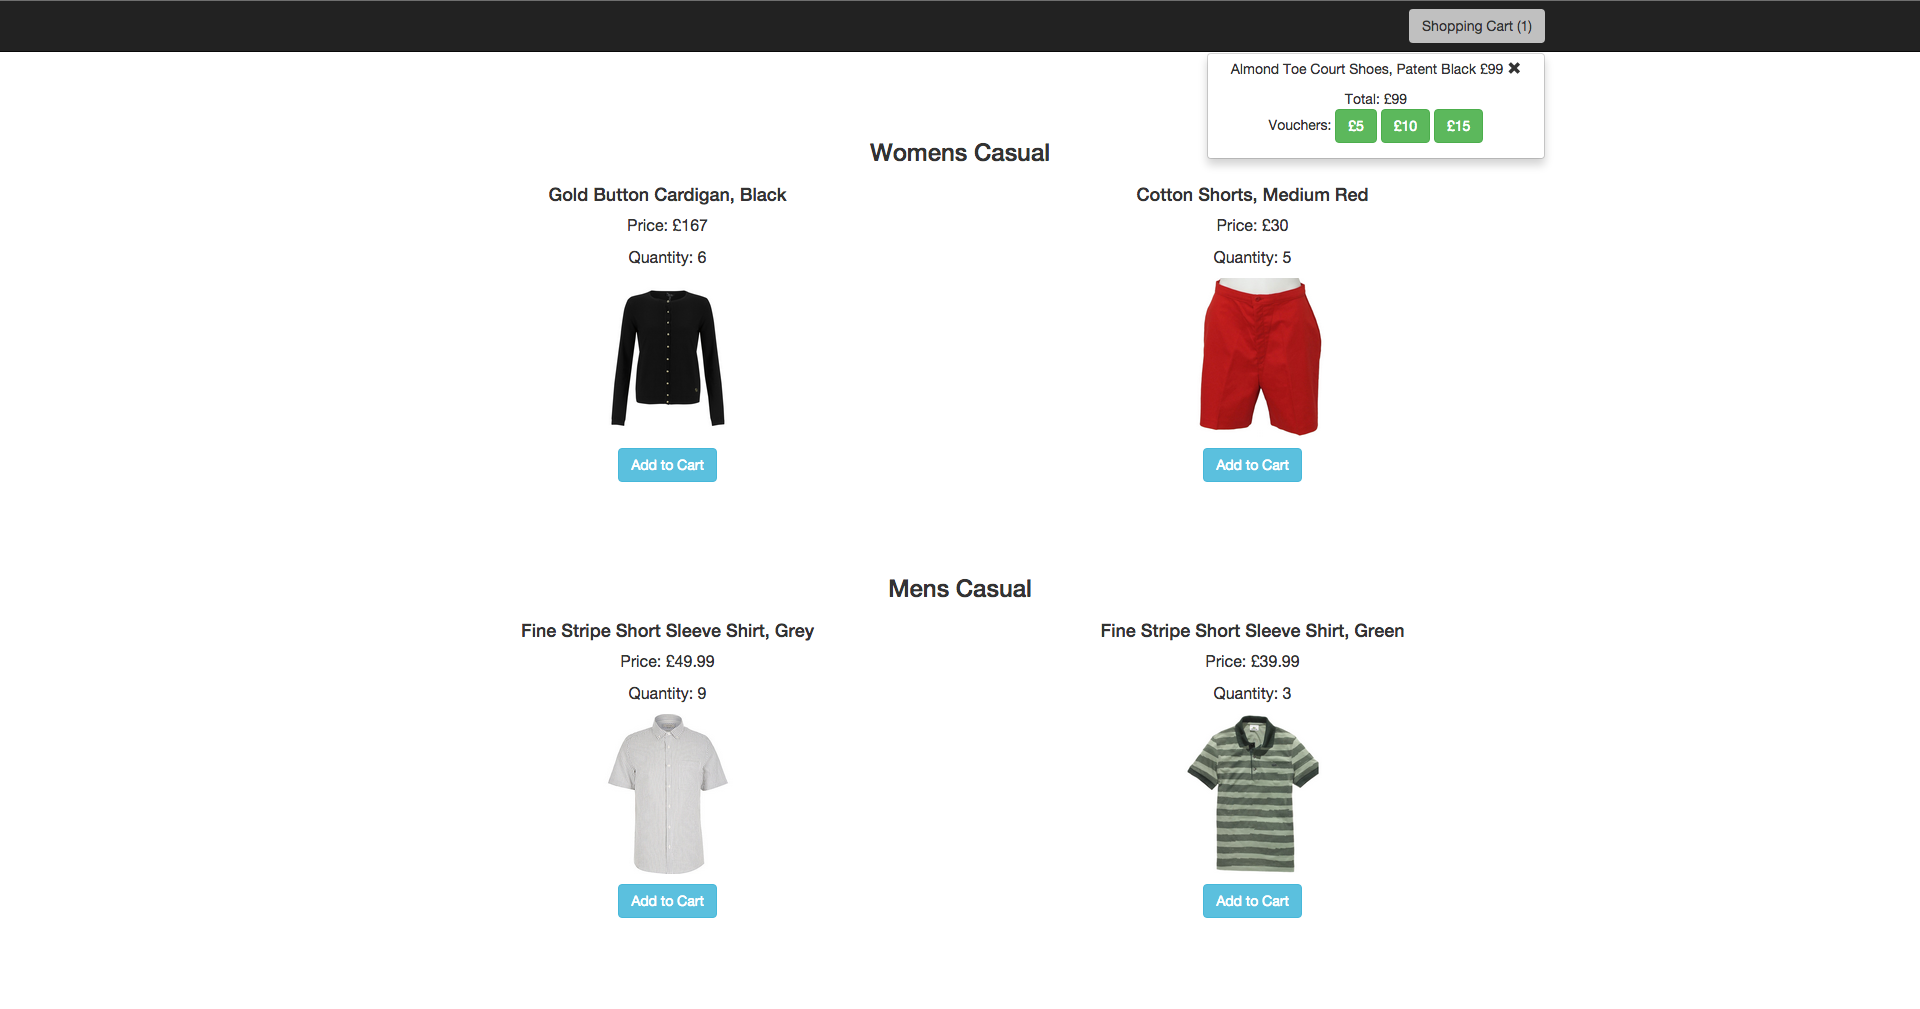 Shopping Cart (1)
Almond Toe Court Shoes, Patent Black £99 ✖
Total: £99
Vouchers: £5 £10 £15
Womens Casual
Gold Button Cardigan, Black
Price: £167
Quantity: 6
Add to Cart
Cotton Shorts, Medium Red
Price: £30
Quantity: 5
Add to Cart
Mens Casual
Fine Stripe Short Sleeve Shirt, Grey
Price: £49.99
Quantity: 9
Add to Cart
Fine Stripe Short Sleeve Shirt, Green
Price: £39.99
Quantity: 3
Add to Cart